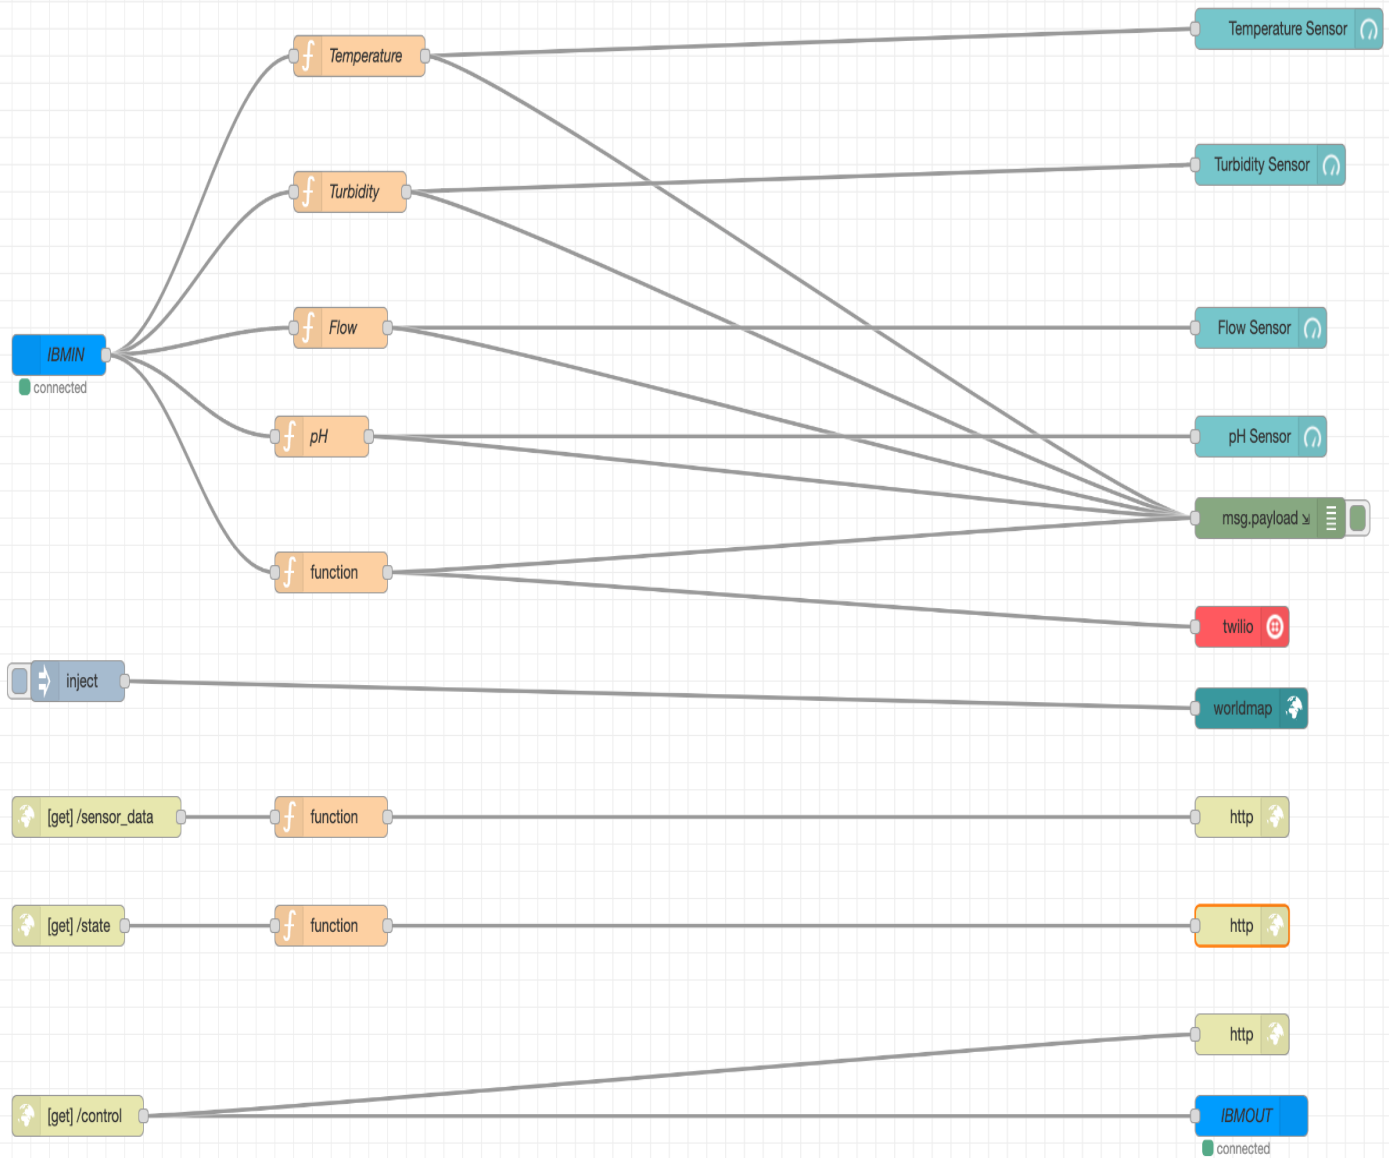 Temperature Sensor
Temperature
Turbidity Sensor
Turbidity
Flow
Flow Sensor
IBMIN
connected
pH
pH Sensor
msg.payload
function
twilio
inject
worldmap
[get] /sensor_data
function
http
[get] /state
function
http
http
[get] /control
IBMOUT
connected